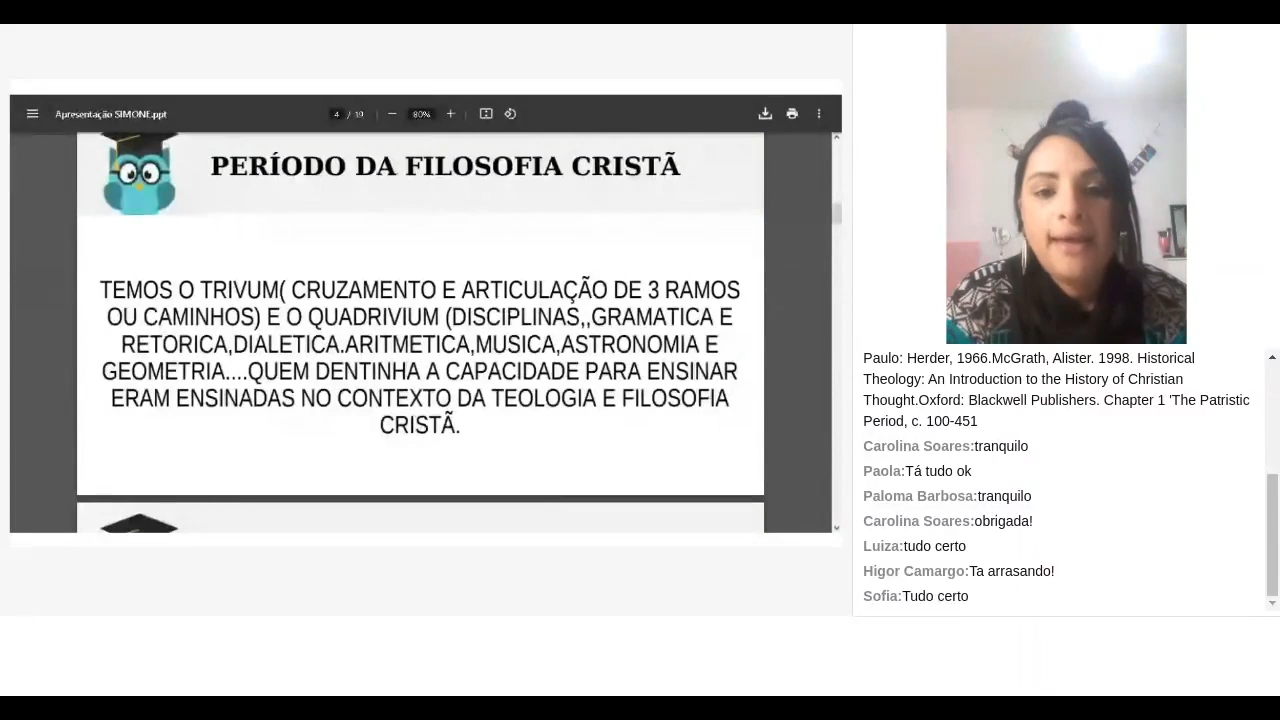 Apresentação SIMONE.ppt
4 / 19
80%
PERÍODO DA FILOSOFIA CRISTÃ
TEMOS O TRIVUM( CRUZAMENTO E ARTICULAÇÃO DE 3 RAMOS
OU CAMINHOS) E O QUADRIVIUM (DISCIPLINAS,,GRAMATICA E
RETORICA,DIALETICA.ARITMETICA,MUSICA,ASTRONOMIA E
GEOMETRIA....QUEM DENTINHA A CAPACIDADE PARA ENSINAR
ERAM ENSINADAS NO CONTEXTO DA TEOLOGIA E FILOSOFIA
CRISTÃ.
Paulo: Herder, 1966.McGrath, Alister. 1998. Historical
Theology: An Introduction to the History of Christian
Thought.Oxford: Blackwell Publishers. Chapter 1 'The Patristic
Period, c. 100-451
Carolina Soares:tranquilo
Paola:Tá tudo ok
Paloma Barbosa:tranquilo
Carolina Soares:obrigada!
Luiza:tudo certo
Higor Camargo:Ta arrasando!
Sofia:Tudo certo